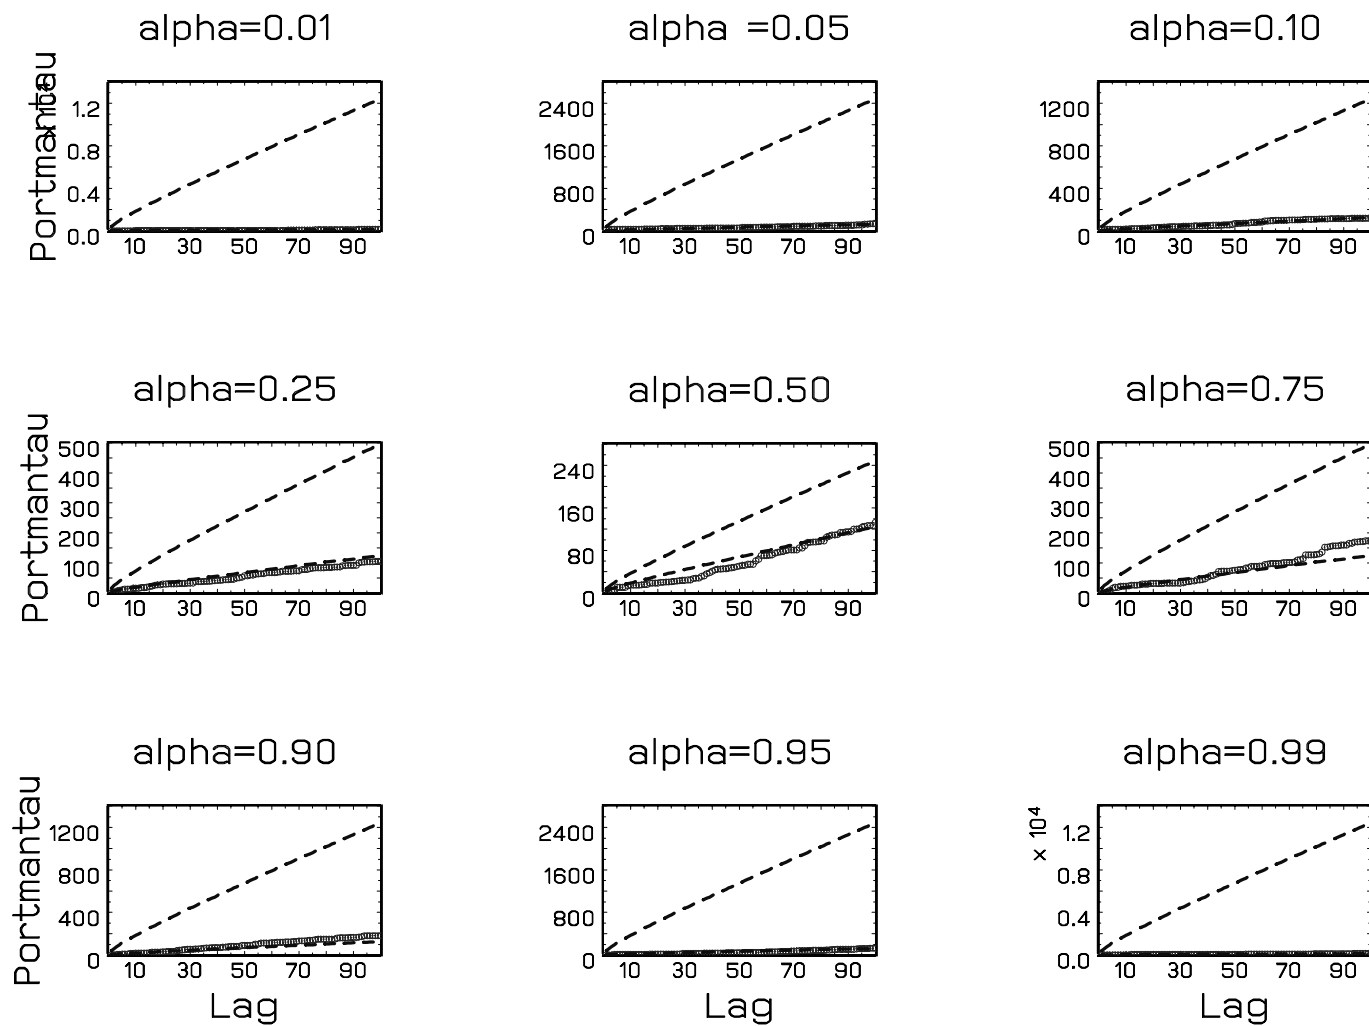 alpha=0.01 alpha =0.05 alpha=0.10
Portmantau
1.2 2400 1200
0.8 1600 800
0.4 800 400
0.0 0 0
10 30 50 70 90 10 30 50 70 90 10 30 50 70 90
alpha=0.25 alpha=0.50 alpha=0.75
Portmantau
500 500
400 240 400
300 160 300
200 200
100 80 100
0 0 0
10 30 50 70 90 10 30 50 70 90 10 30 50 70 90
alpha=0.90 alpha=0.95 alpha=0.99
Portmantau
x 10⁴
1200 2400 1.2
800 1600 0.8
400 800 0.4
0 0 0.0
10 30 50 70 90 10 30 50 70 90 10 30 50 70 90
Lag Lag Lag